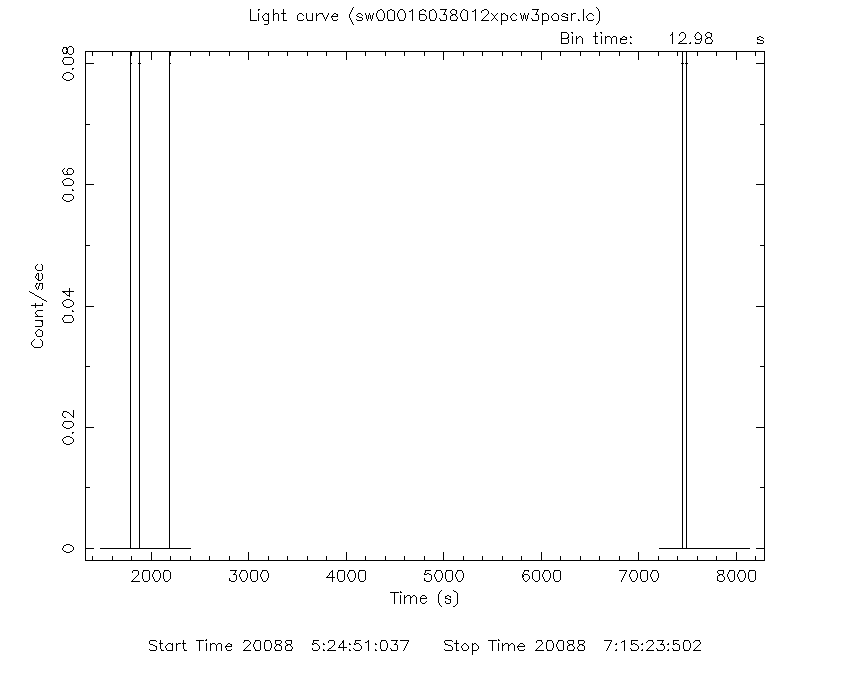 Light curve (sw00016038012xpcw3posr.lc)
Bin time: 12.98 s
0.08
0.06
0.04
0.02
0
Count/sec
2000 3000 4000 5000 6000 7000 8000
Time (s)
Start Time 20088 5:24:51:037 Stop Time 20088 7:15:23:502